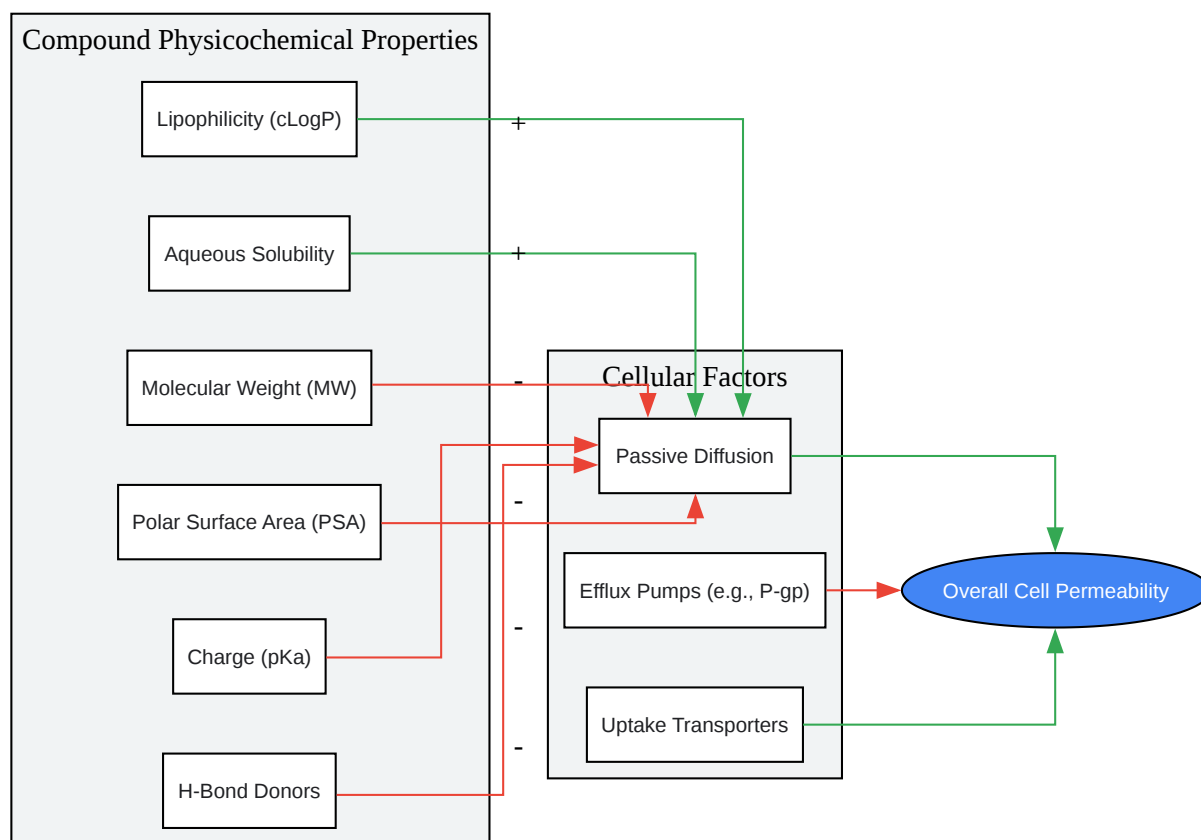 Compound Physicochemical Properties
Lipophilicity (cLogP)
+
Aqueous Solubility
+
Molecular Weight (MW)
-
Cellular Factors
Passive Diffusion
Polar Surface Area (PSA)
-
Efflux Pumps (e.g., P-gp)
Overall Cell Permeability
Charge (pKa)
-
Uptake Transporters
H-Bond Donors
-